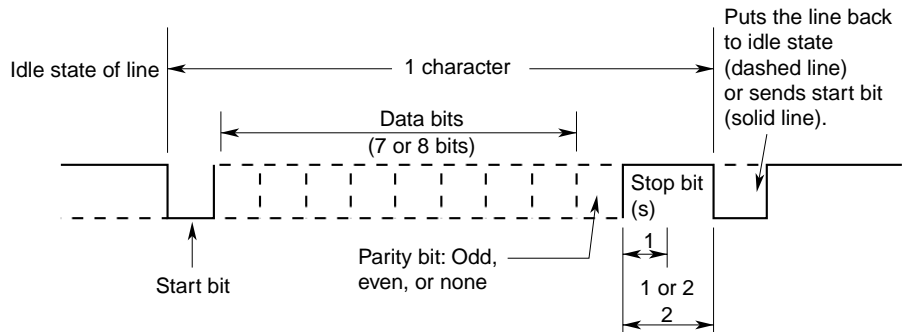 Puts the line back
to idle state
(dashed line)
or sends start bit
(solid line).
Idle state of line
1 character
Data bits
(7 or 8 bits)
Stop bit
(s)
1
Parity bit: Odd,
even, or none
Start bit
1 or 2
2